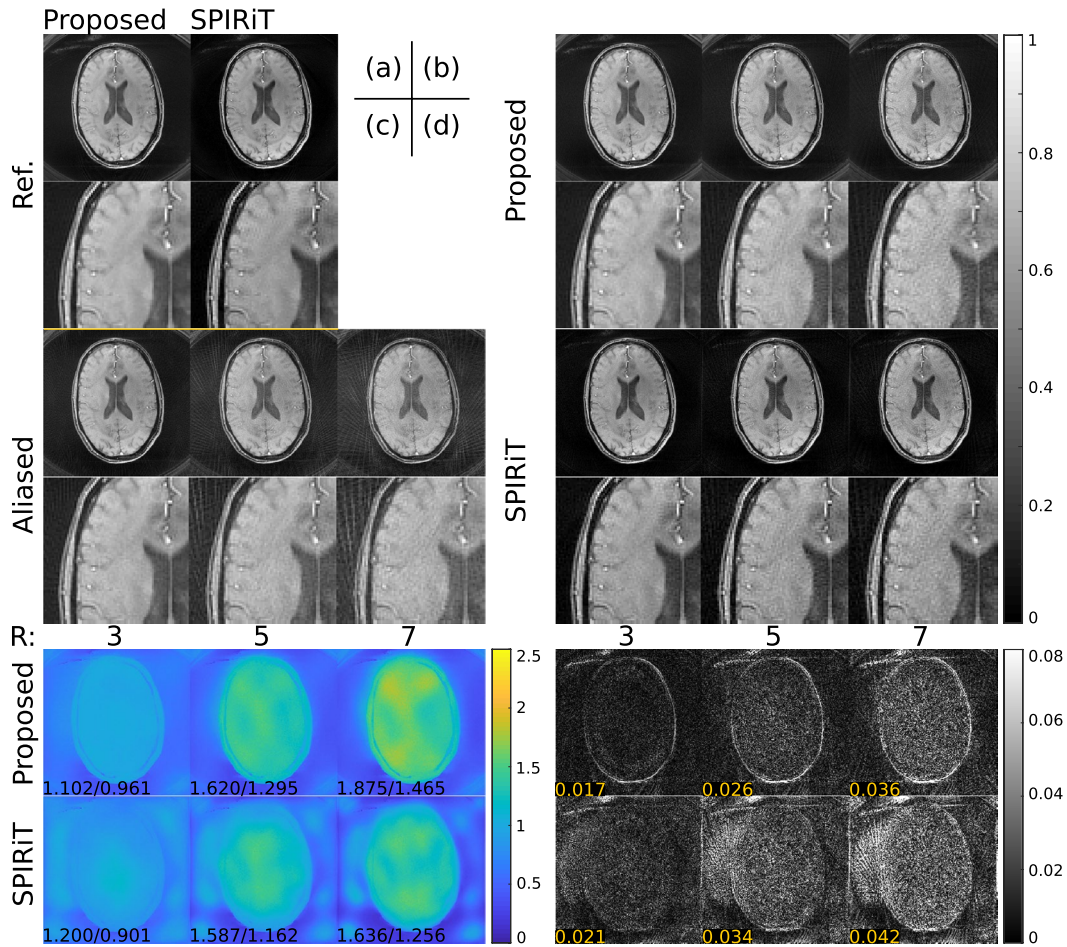 Proposed SPIRiT
(a) (b)
(c) (d)
Ref.
Aliased
Proposed
SPIRiT
1
0.8
0.6
0.4
0.2
0
R: 3 5 7
3 5 7
Proposed
1.102/0.961 1.620/1.295 1.875/1.465
SPIRiT
1.200/0.901 1.587/1.162 1.636/1.256
2.5
2
1.5
1
0.5
0
0.017 0.026 0.036
0.021 0.034 0.042
0.08
0.06
0.04
0.02
0